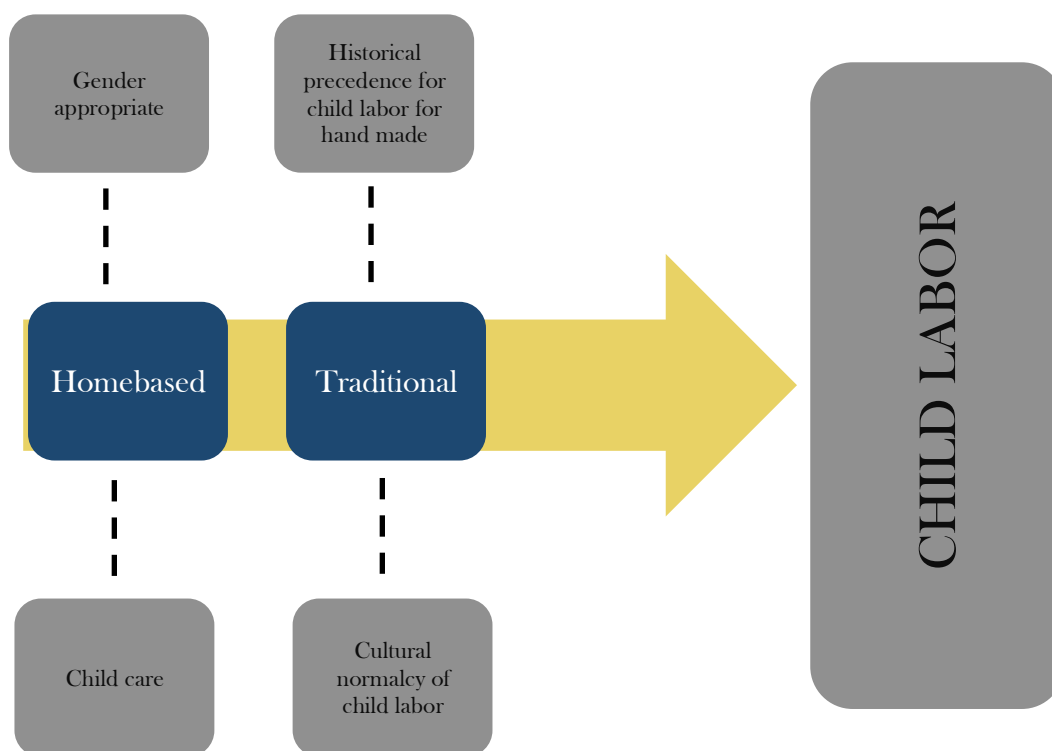 Gender
appropriate
Historical
precedence for
child labor for
hand made
Homebased
Traditional
CHILD LABOR
Child care
Cultural
normalcy of
child labor